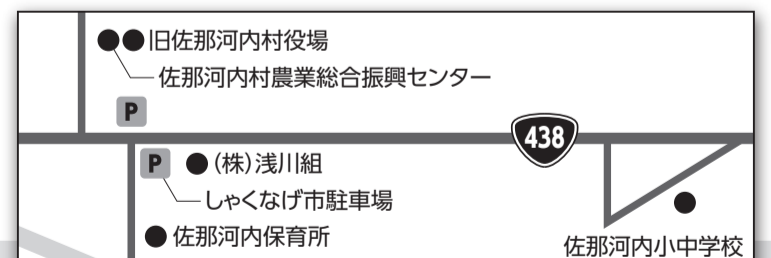 旧佐那河内村役場
佐那河内村農業総合振興センター
P
438
P
(株)浅川組
しゃくなげ市駐車場
佐那河内保育所
佐那河内小中学校